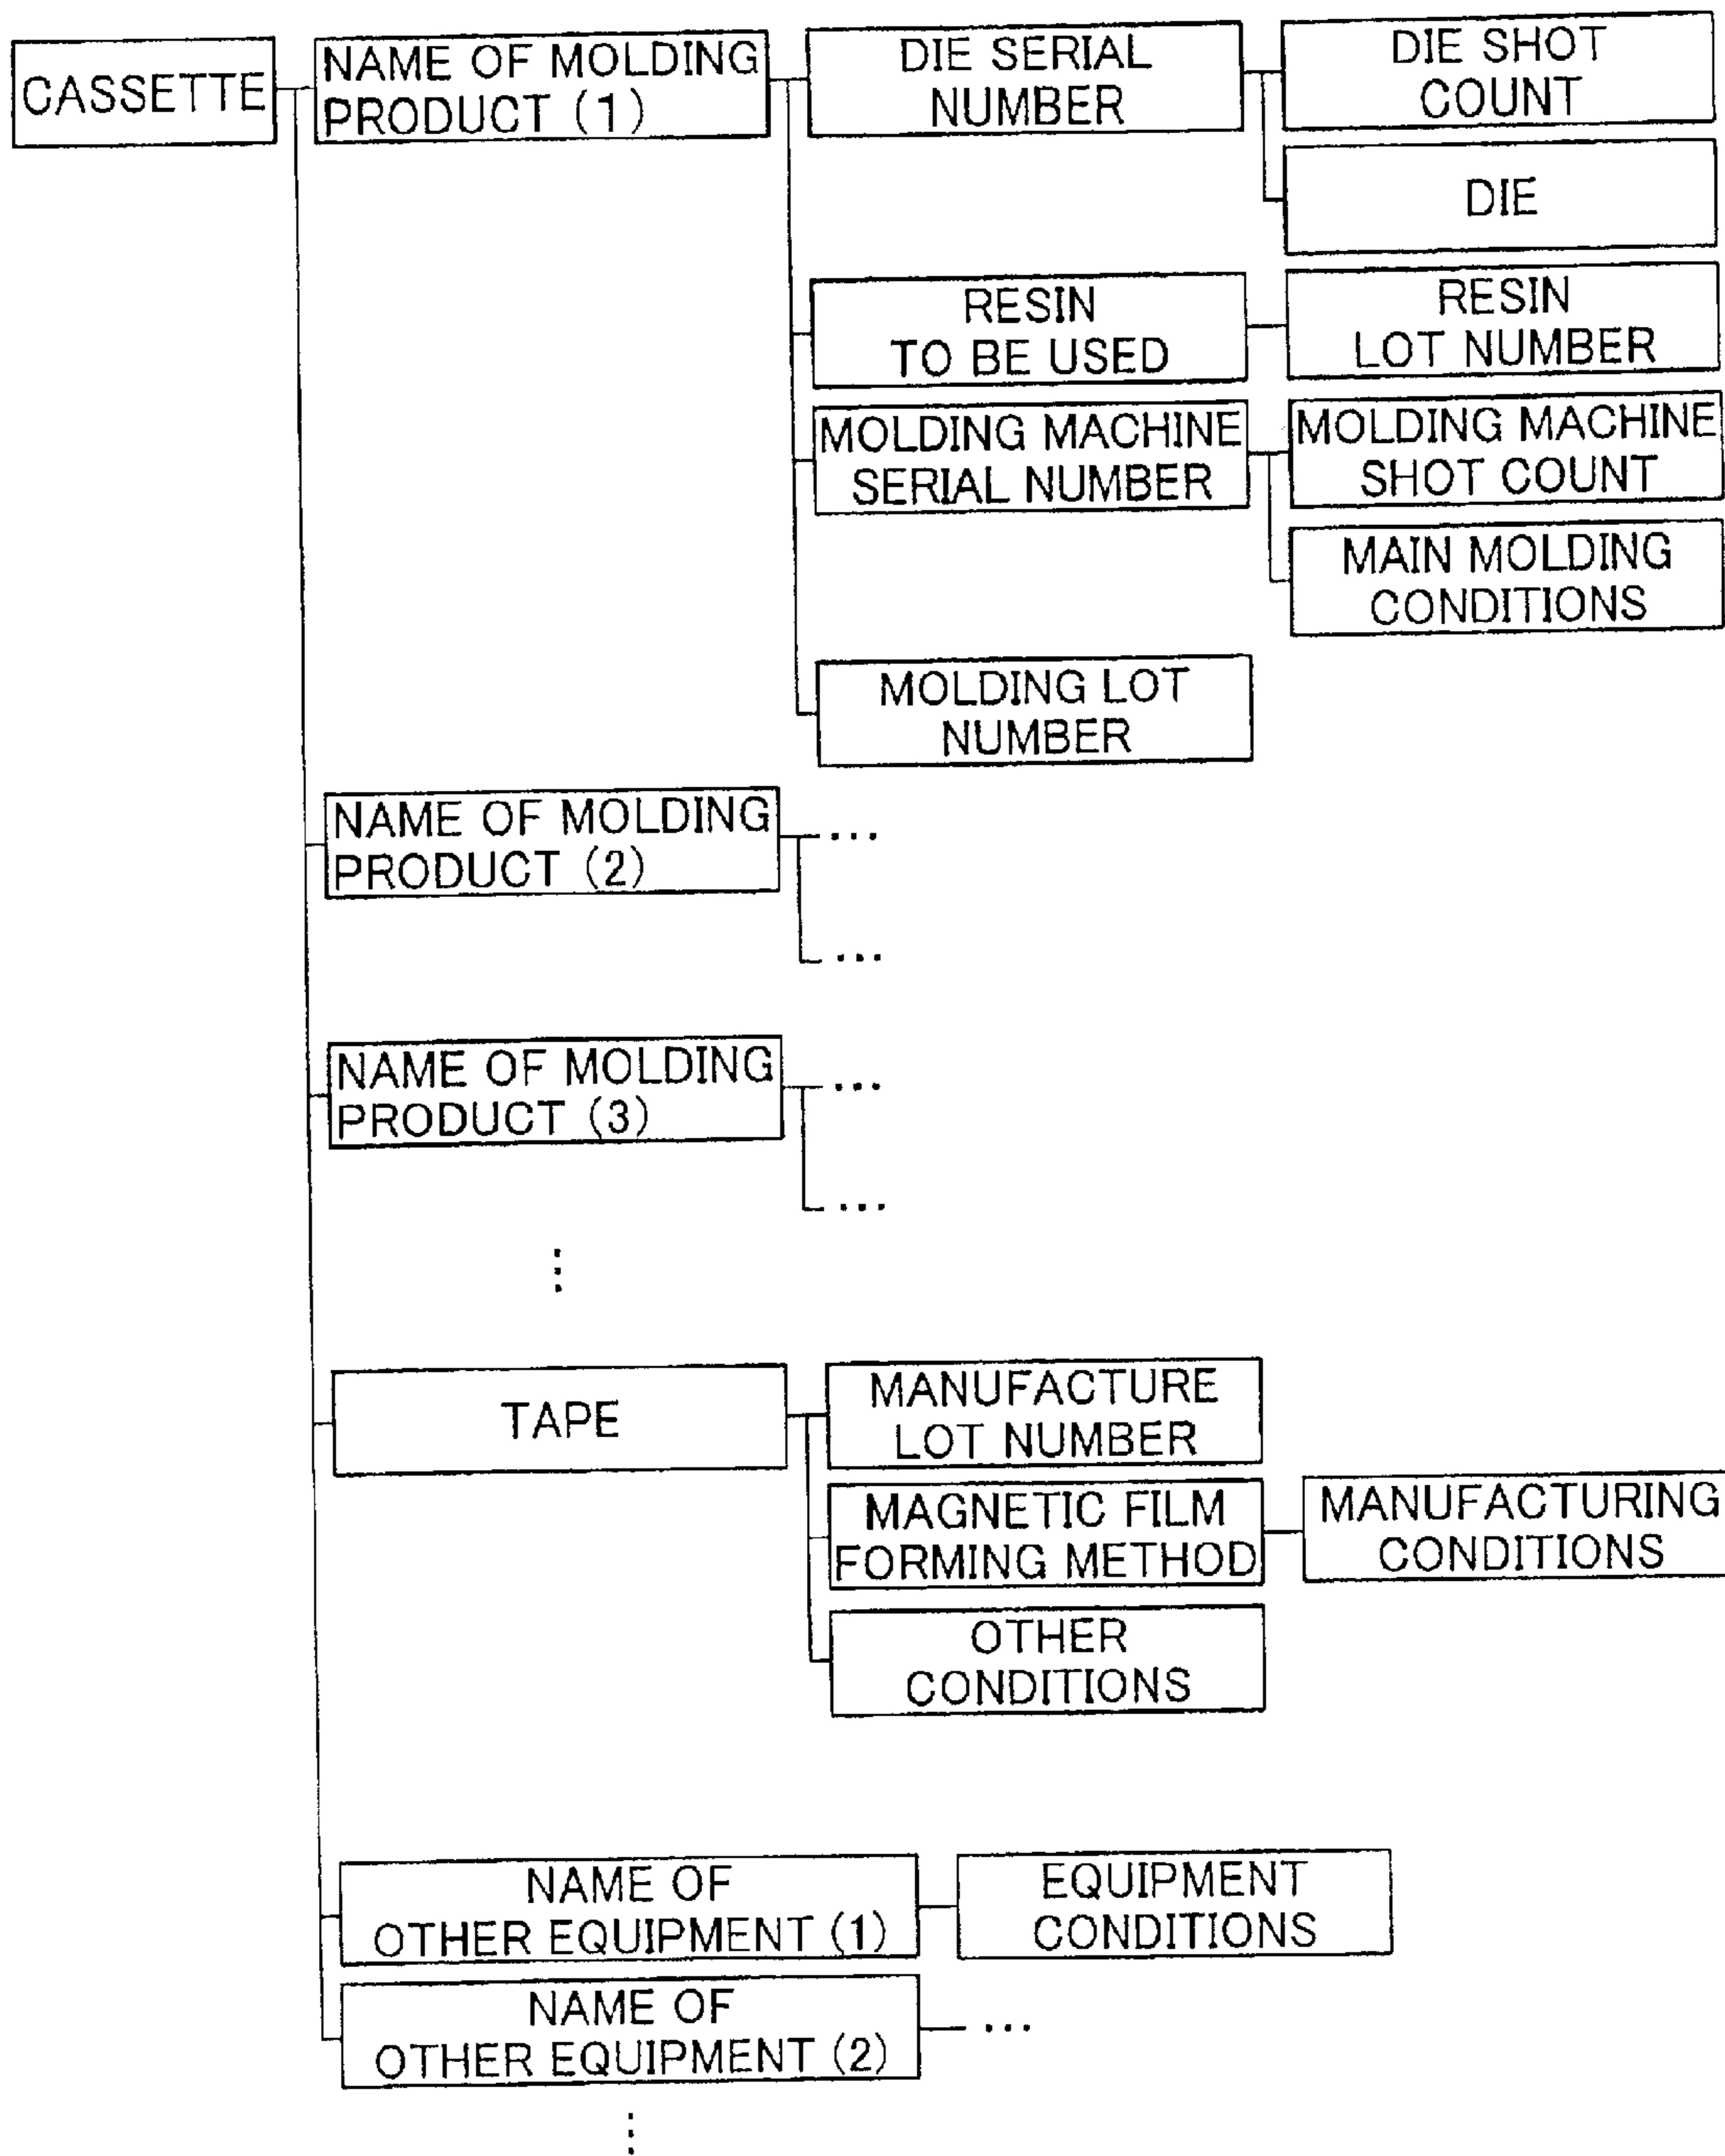 CASSETTE
NAME OF MOLDING
PRODUCT (1)
DIE SERIAL
NUMBER
DIE SHOT
COUNT
DIE
RESIN
TO BE USED
RESIN
LOT NUMBER
MOLDING MACHINE
SERIAL NUMBER
MOLDING MACHINE
SHOT COUNT
MAIN MOLDING
CONDITIONS
MOLDING LOT
NUMBER
NAME OF MOLDING
PRODUCT (2)
...
...
NAME OF MOLDING
PRODUCT (3)
...
...
⋮
TAPE
MANUFACTURE
LOT NUMBER
MAGNETIC FILM
FORMING METHOD
MANUFACTURING
CONDITIONS
OTHER
CONDITIONS
NAME OF
OTHER EQUIPMENT (1)
EQUIPMENT
CONDITIONS
NAME OF
OTHER EQUIPMENT (2)
...
⋮